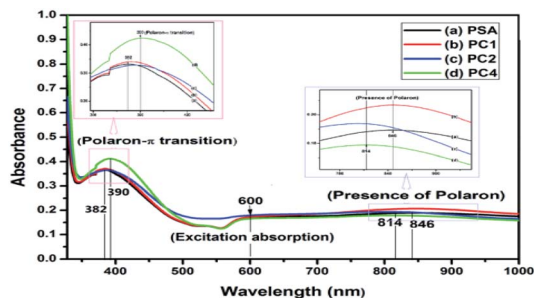 (a) PSA
(b) PC1
(c) PC2
(d) PC4
(Polaron-π transition)
(Presence of Polaron)
(Polaron-π transition)
390
382
600
(Excitation absorption)
(Presence of Polaron)
814
846
Absorbance
1.0
0.9
0.8
0.7
0.6
0.5
0.4
0.3
0.2
0.1
0.0
400
500
600
700
800
900
1000
Wavelength (nm)